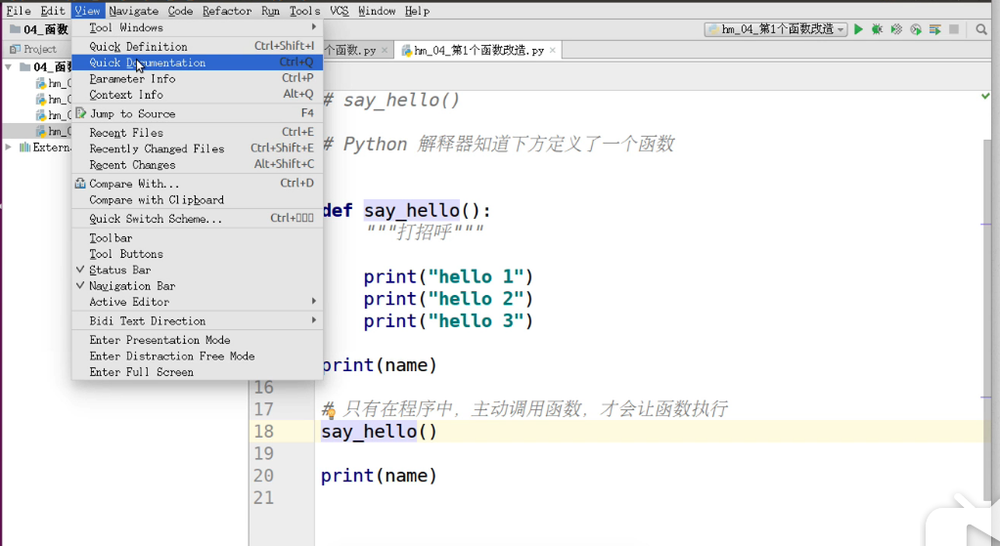 File Edit View Navigate Code Refactor Run Tools VCS Window Help
04_函数
hm_04_第1个函数改造
Project
个函数.py
hm_04_第1个函数改造.py
04_函数
hm_0
hm_0
hm_0
hm_0
Externa
Tool Windows
Quick Definition Ctrl+Shift+I
Quick Documentation Ctrl+Q
Parameter Info Ctrl+P
Context Info Alt+Q
Jump to Source F4
Recent Files Ctrl+E
Recently Changed Files Ctrl+Shift+E
Recent Changes Alt+Shift+C
Compare With... Ctrl+D
Compare with Clipboard
Quick Switch Scheme... Ctrl+
Toolbar
Tool Buttons
Status Bar
Navigation Bar
Active Editor
Bidi Text Direction
Enter Presentation Mode
Enter Distraction Free Mode
Enter Full Screen
# say_hello()
# Python 解释器知道下方定义了一个函数
def say_hello():
"""打招呼"""
print("hello 1")
print("hello 2")
print("hello 3")
print(name)
16
17 # 只有在程序中，主动调用函数，才会让函数执行
18 say_hello()
19
20 print(name)
21